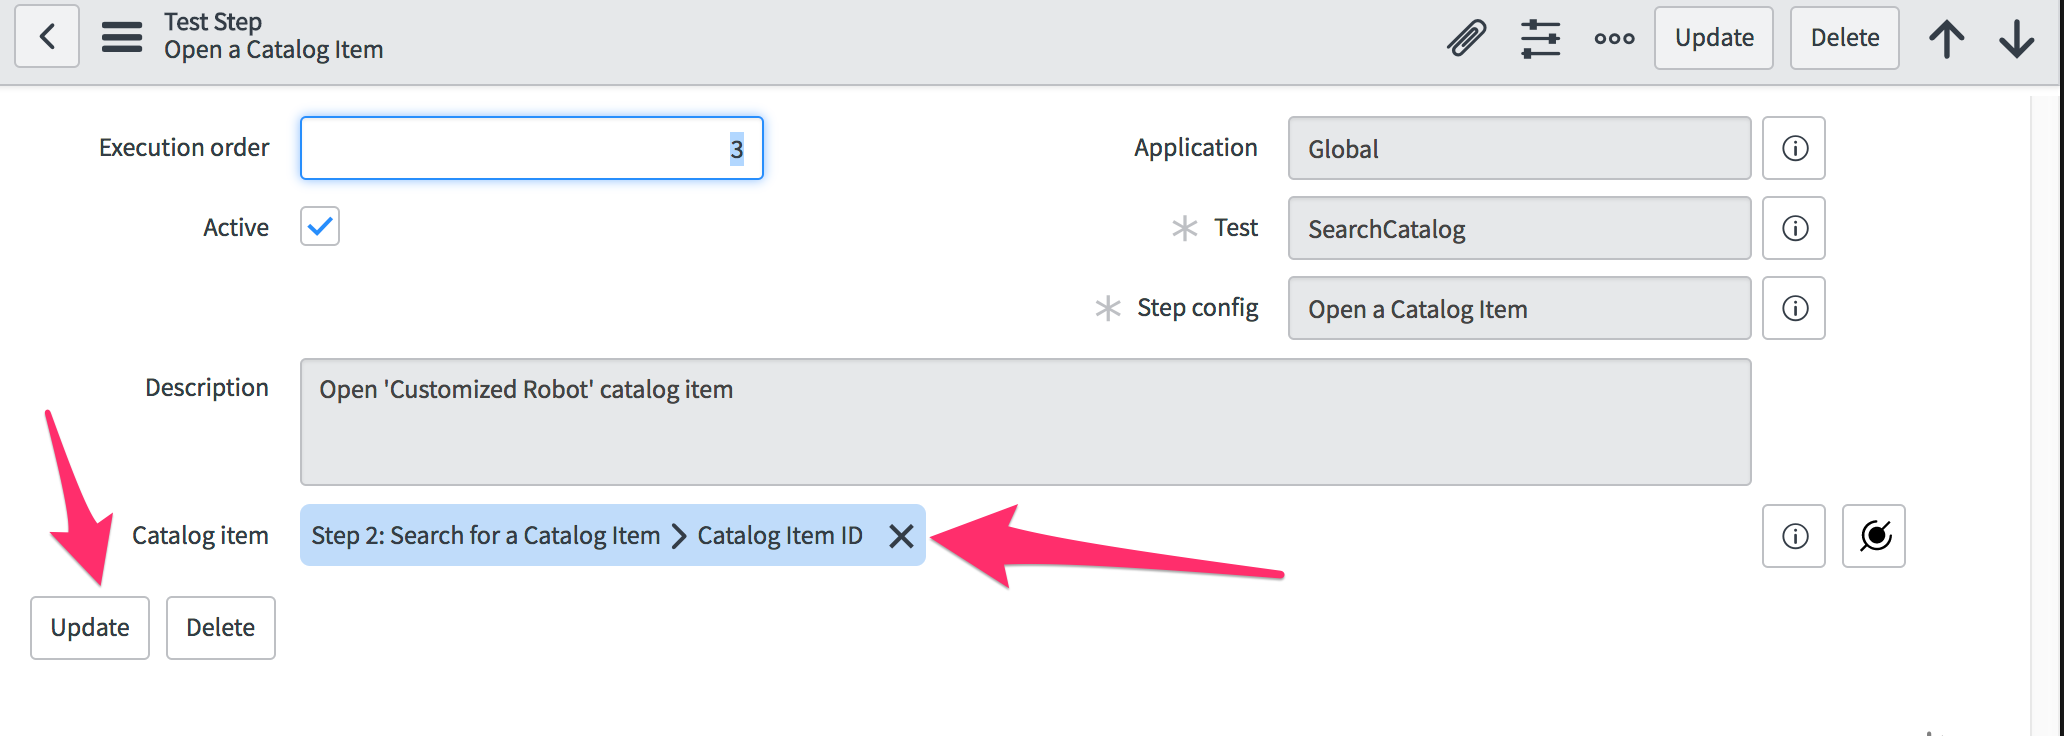 Test Step
Open a Catalog Item
Update
Delete
Execution order
3
Application
Global
Active
* Test
SearchCatalog
* Step config
Open a Catalog Item
Description
Open 'Customized Robot' catalog item
Catalog item
Step 2: Search for a Catalog Item > Catalog Item ID
Update
Delete